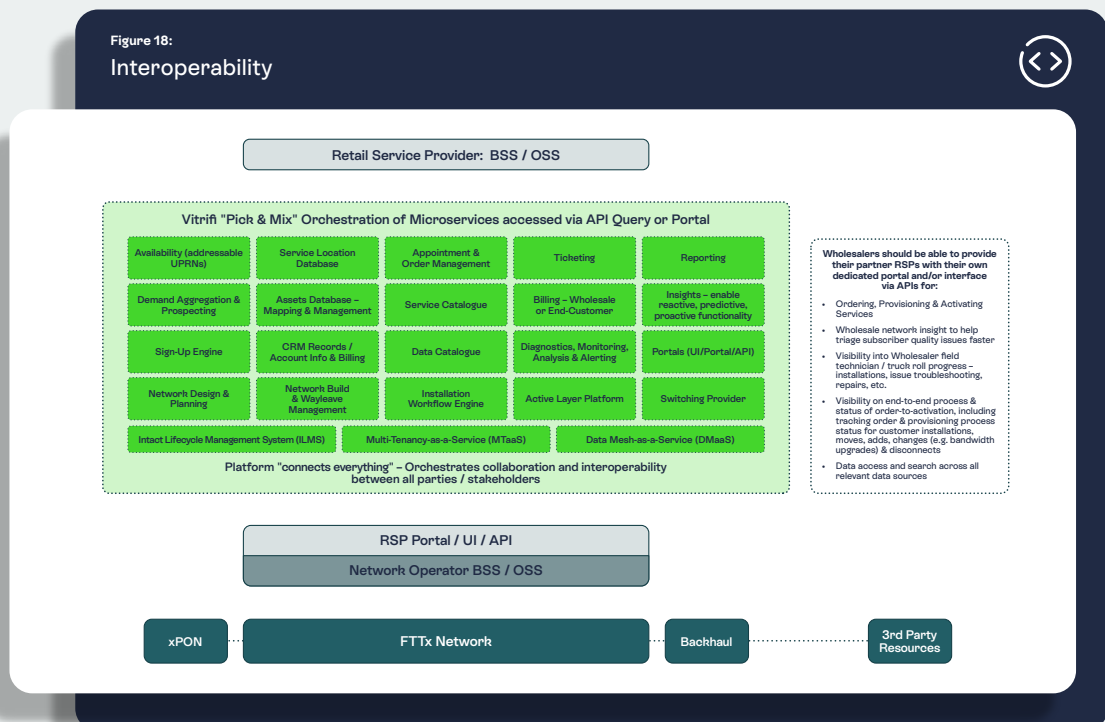 Figure 18:
Interoperability
Retail Service Provider: BSS / OSS
Vitrifi "Pick & Mix" Orchestration of Microservices accessed via API Query or Portal
Availability (addressable
UPRNs)
Service Location
Database
Appointment &
Order Management
Ticketing
Reporting
Demand Aggregation &
Prospecting
Assets Database –
Mapping & Management
Service Catalogue
Billing – Wholesale
or End-Customer
Insights – enable
reactive, predictive,
proactive functionality
Sign-Up Engine
CRM Records /
Account Info & Billing
Data Catalogue
Diagnostics, Monitoring,
Analysis & Alerting
Portals (UI/Portal/API)
Network Design &
Planning
Network Build
& Wayleave
Management
Installation
Workflow Engine
Active Layer Platform
Switching Provider
Intact Lifecycle Management System (ILMS)
Multi-Tenancy-as-a-Service (MTaaS)
Data Mesh-as-a-Service (DMaaS)
Platform "connects everything" – Orchestrates collaboration and interoperability
between all parties / stakeholders
Wholesalers should be able to provide
their partner RSPs with their own
dedicated portal and/or interface
via APIs for:
• Ordering, Provisioning & Activating
Services
• Wholesale network insight to help
triage subscriber quality issues faster
• Visibility into Wholesaler field
technician / truck roll progress –
installations, issue troubleshooting,
repairs, etc.
• Visibility on end-to-end process &
status of order-to-activation, including
tracking order & provisioning process
status for customer installations,
moves, adds, changes (e.g. bandwidth
upgrades) & disconnects
• Data access and search across all
relevant data sources
RSP Portal / UI / API
Network Operator BSS / OSS
xPON
FTTx Network
Backhaul
3rd Party
Resources